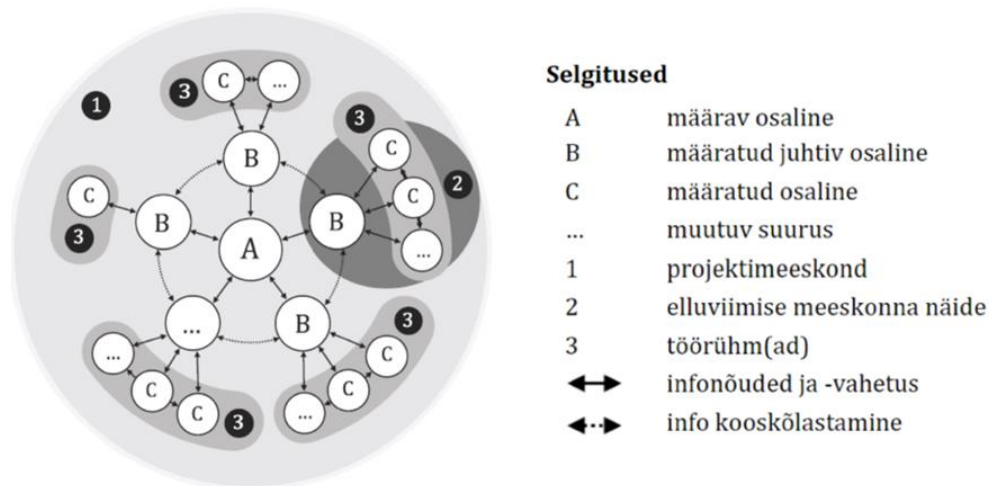 3 C ...
1
3
B C
2
C
C
B B
3
A
...
... B
3
... C
C C
C 3 ...
Selgitused
A määrav osaline
B määratud juhtiv osaline
C määratud osaline
... muutuv suurus
1 projektimeeskond
2 elluviimise meeskonna näide
3 töörühm(ad)
infonõuded ja -vahetus
info kooskõlastamine